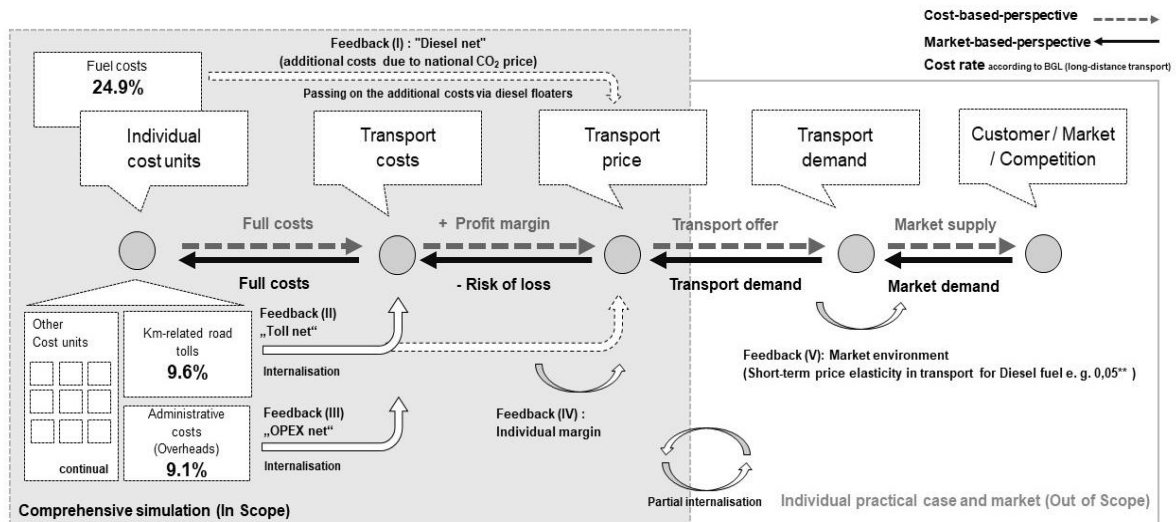 Cost-based-perspective
Market-based-perspective
Cost rate according to BGL (long-distance transport)
Feedback (I) : "Diesel net"
(additional costs due to national CO₂ price)
Passing on the additional costs via diesel floaters
Fuel costs
24.9%
Individual
cost units
Transport
costs
Transport
price
Transport
demand
Customer / Market
/ Competition
Full costs
+ Profit margin
Transport offer
Market supply
Full costs
- Risk of loss
Transport demand
Market demand
Other
Cost units
continual
Km-related road
tolls
9.6%
Administrative
costs
(Overheads)
9.1%
Feedback (II)
„Toll net“
Internalisation
Feedback (III)
„OPEX net“
Internalisation
Feedback (IV) :
Individual margin
Feedback (V): Market environment
(Short-term price elasticity in transport for Diesel fuel e. g. 0,05** )
Partial internalisation
Comprehensive simulation (In Scope)
Individual practical case and market (Out of Scope)